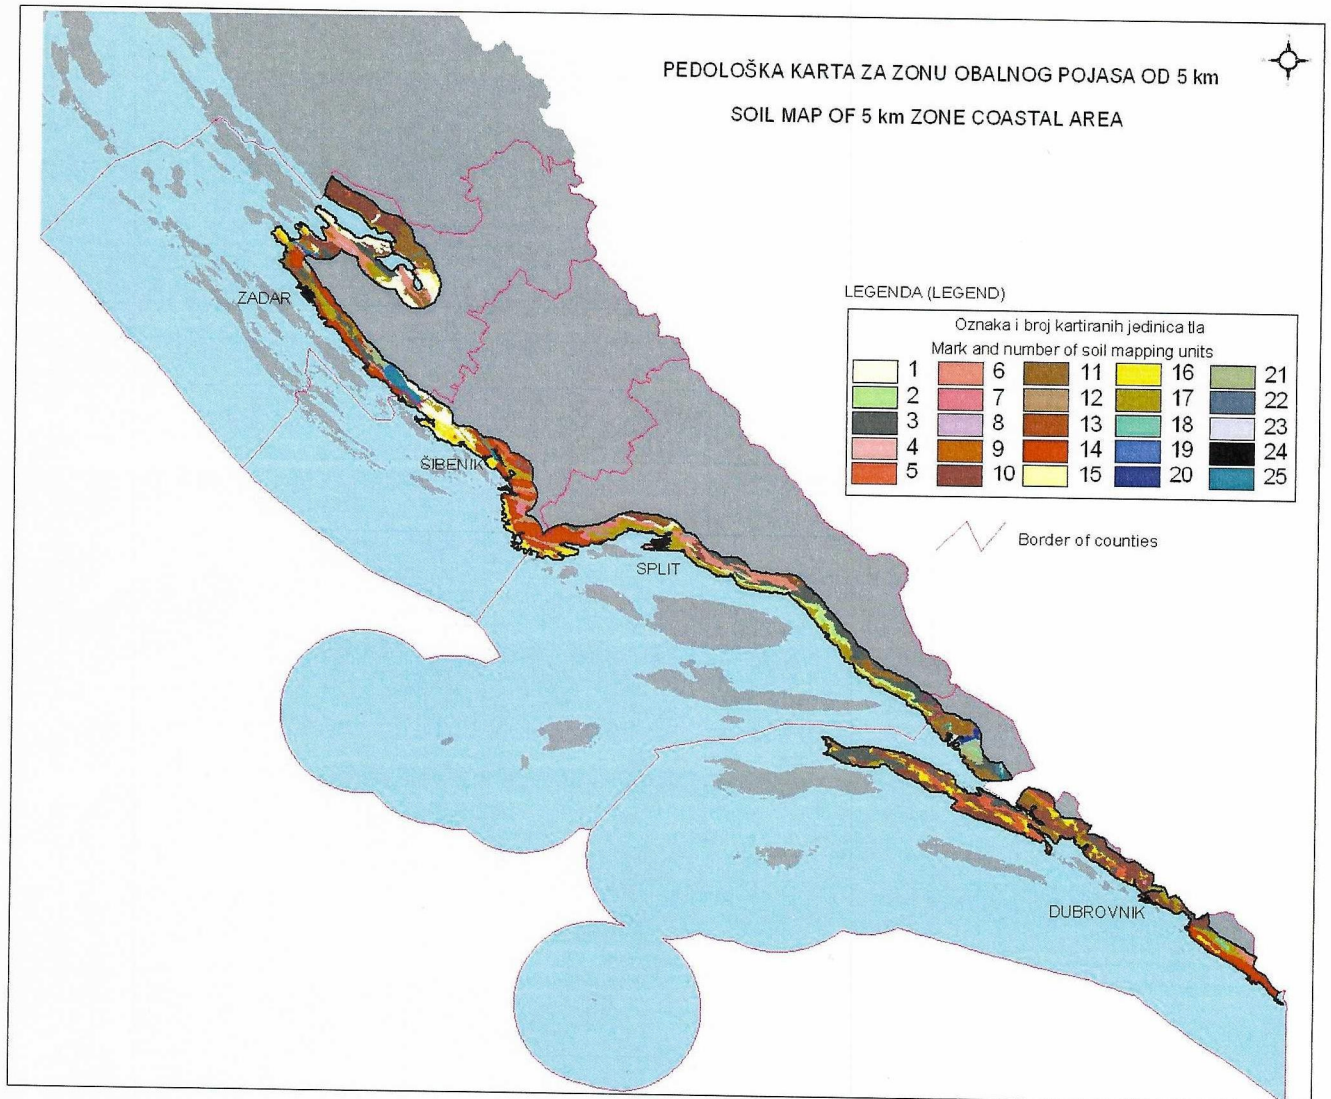 PEDOLOŠKA KARTA ZA ZONU OBALNOG POJASA OD 5 km
SOIL MAP OF 5 km ZONE COASTAL AREA
LEGENDA (LEGEND)
Oznaka i broj kartiranih jedinica tla
Mark and number of soil mapping units
1 6 11 16 21
2 7 12 17 22
3 8 13 18 23
4 9 14 19 24
5 10 15 20 25
Border of counties
ZADAR
ŠIBENIK
SPLIT
DUBROVNIK